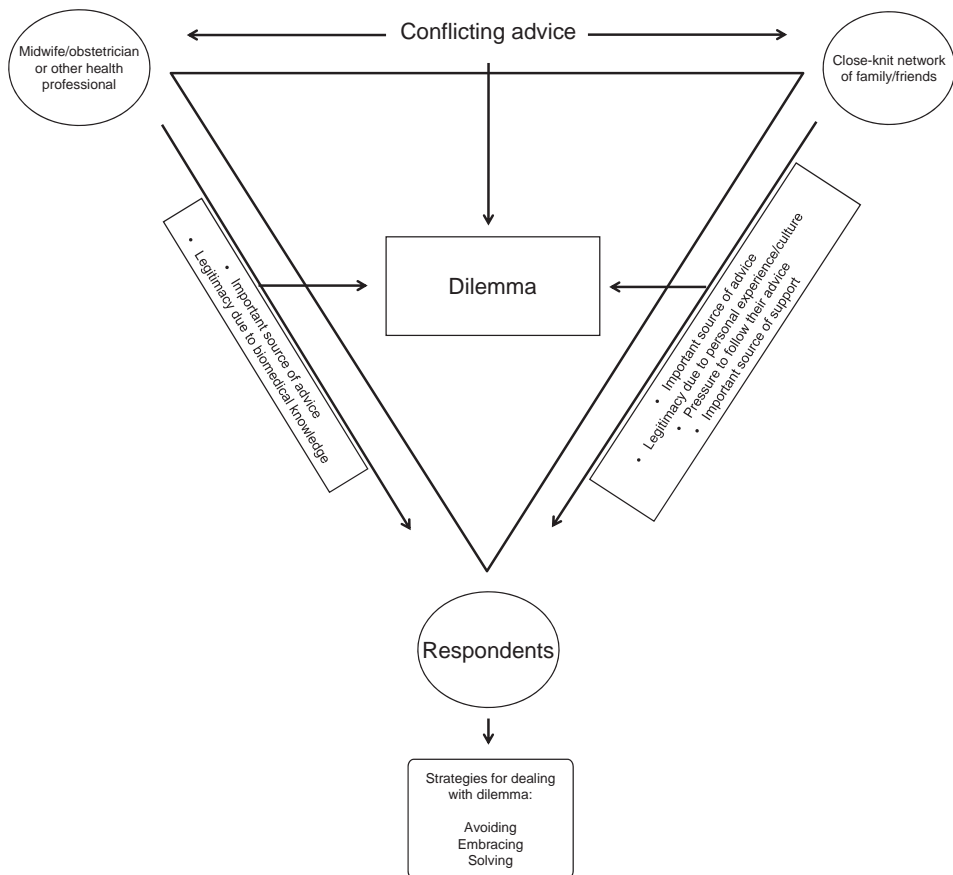 Conflicting advice
Midwife/obstetrician
or other health
professional
Close-knit network
of family/friends
Dilemma
• Important source of advice
• Legitimacy due to biomedical knowledge
• Important source of advice
• Legitimacy due to personal experience/culture
• Pressure to follow their advice
• Important source of support
Respondents
Strategies for dealing
with dilemma:
Avoiding
Embracing
Solving